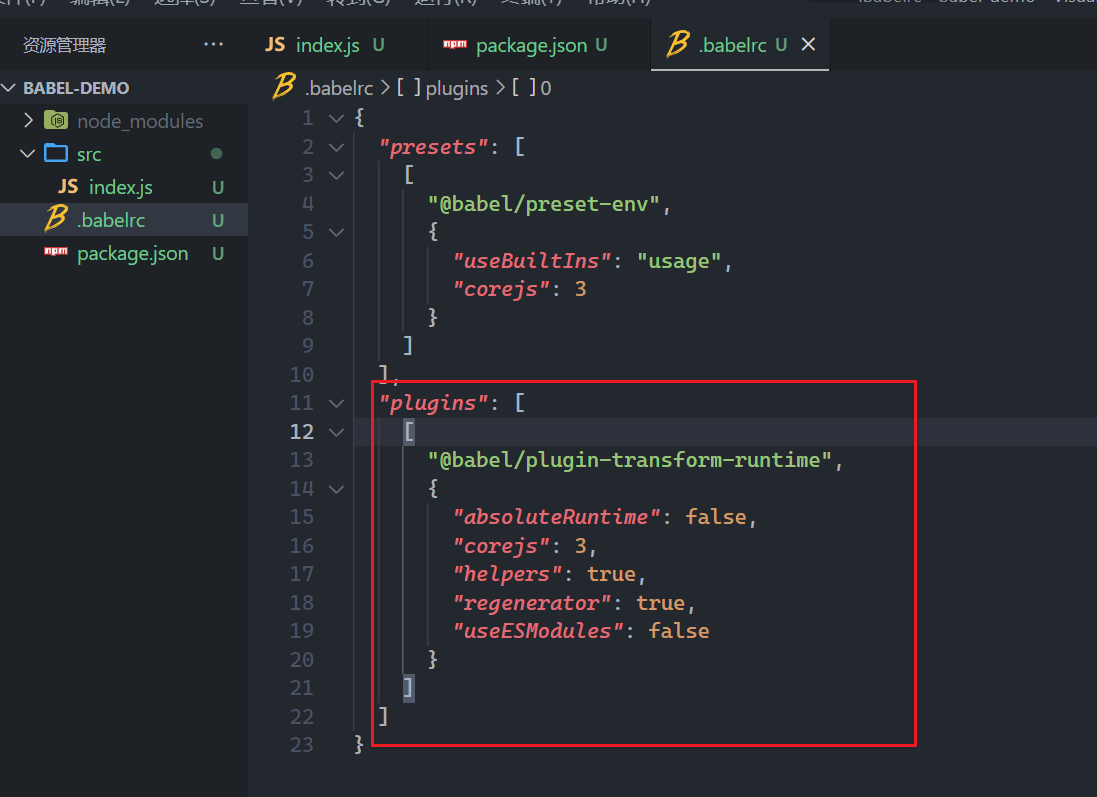 资源管理器 ···
JS index.js U
npm package.json U
.babelrc U ×
BABEL-DEMO
node_modules
src
JS index.js U
.babelrc U
npm package.json U
.babelrc > [ ] plugins > [ ] 0
1 {
2 "presets": [
3 [
4 "@babel/preset-env",
5 {
6 "useBuiltIns": "usage",
7 "corejs": 3
8 }
9 ]
10 ],
11 "plugins": [
12 [
13 "@babel/plugin-transform-runtime",
14 {
15 "absoluteRuntime": false,
16 "corejs": 3,
17 "helpers": true,
18 "regenerator": true,
19 "useESModules": false
20 }
21 ]
22 ]
23 }